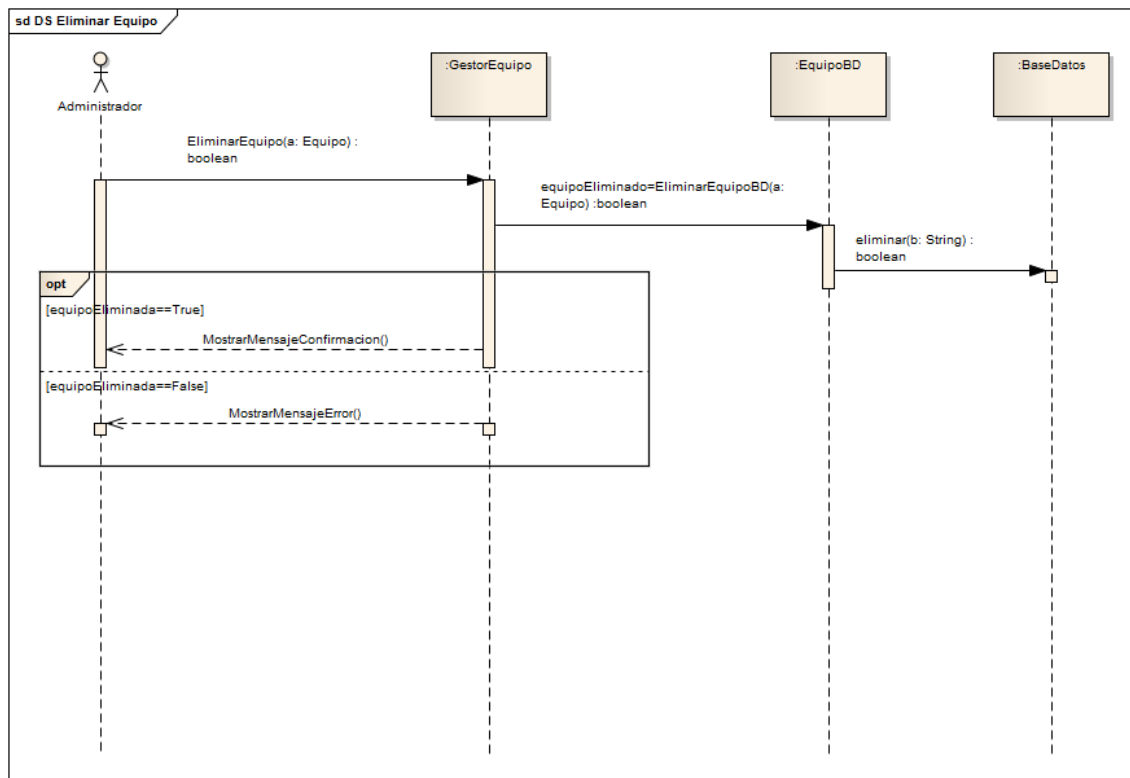 sd DS Eliminar Equipo
Administrador
:GestorEquipo
:EquipoBD
:BaseDatos
EliminarEquipo(a: Equipo) :
boolean
equipoEliminado=EliminarEquipoBD(a:
Equipo) :boolean
eliminar(b: String) :
boolean
opt
[equipoEliminada==True]
MostrarMensajeConfirmacion()
[equipoEliminada==False]
MostrarMensajeError()